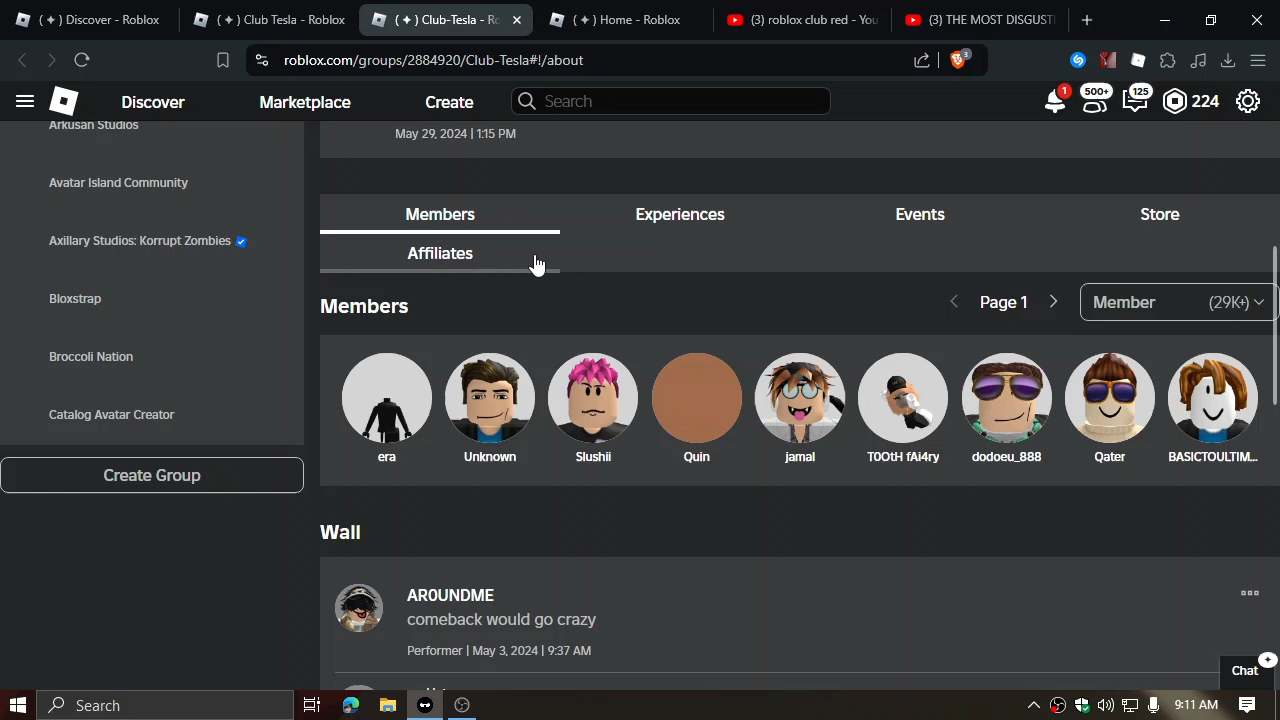 ( ✦ ) Discover - Roblox
( ✦ ) Club Tesla - Roblox
( ✦ ) Club-Tesla - Ro
( ✦ ) Home - Roblox
(3) roblox club red - You
(3) THE MOST DISGUSTI
roblox.com/groups/2884920/Club-Tesla#!/about
3
Discover
Marketplace
Create
Search
1
500+
125
224
Arkusan Studios
May 29, 2024 | 1:15 PM
Avatar Island Community
Axillary Studios: Korrupt Zombies
Bloxstrap
Broccoli Nation
Catalog Avatar Creator
Create Group
Members
Experiences
Events
Store
Affiliates
Members
Page 1
Member
(29K+)
era
Unknown
Slushii
Quin
jamal
T0OtH fAi4ry
dodoeu_888
Qater
BASICTOULTIM...
Wall
AR0UNDME
comeback would go crazy
Performer | May 3, 2024 | 9:37 AM
Chat
Search
9:11 AM